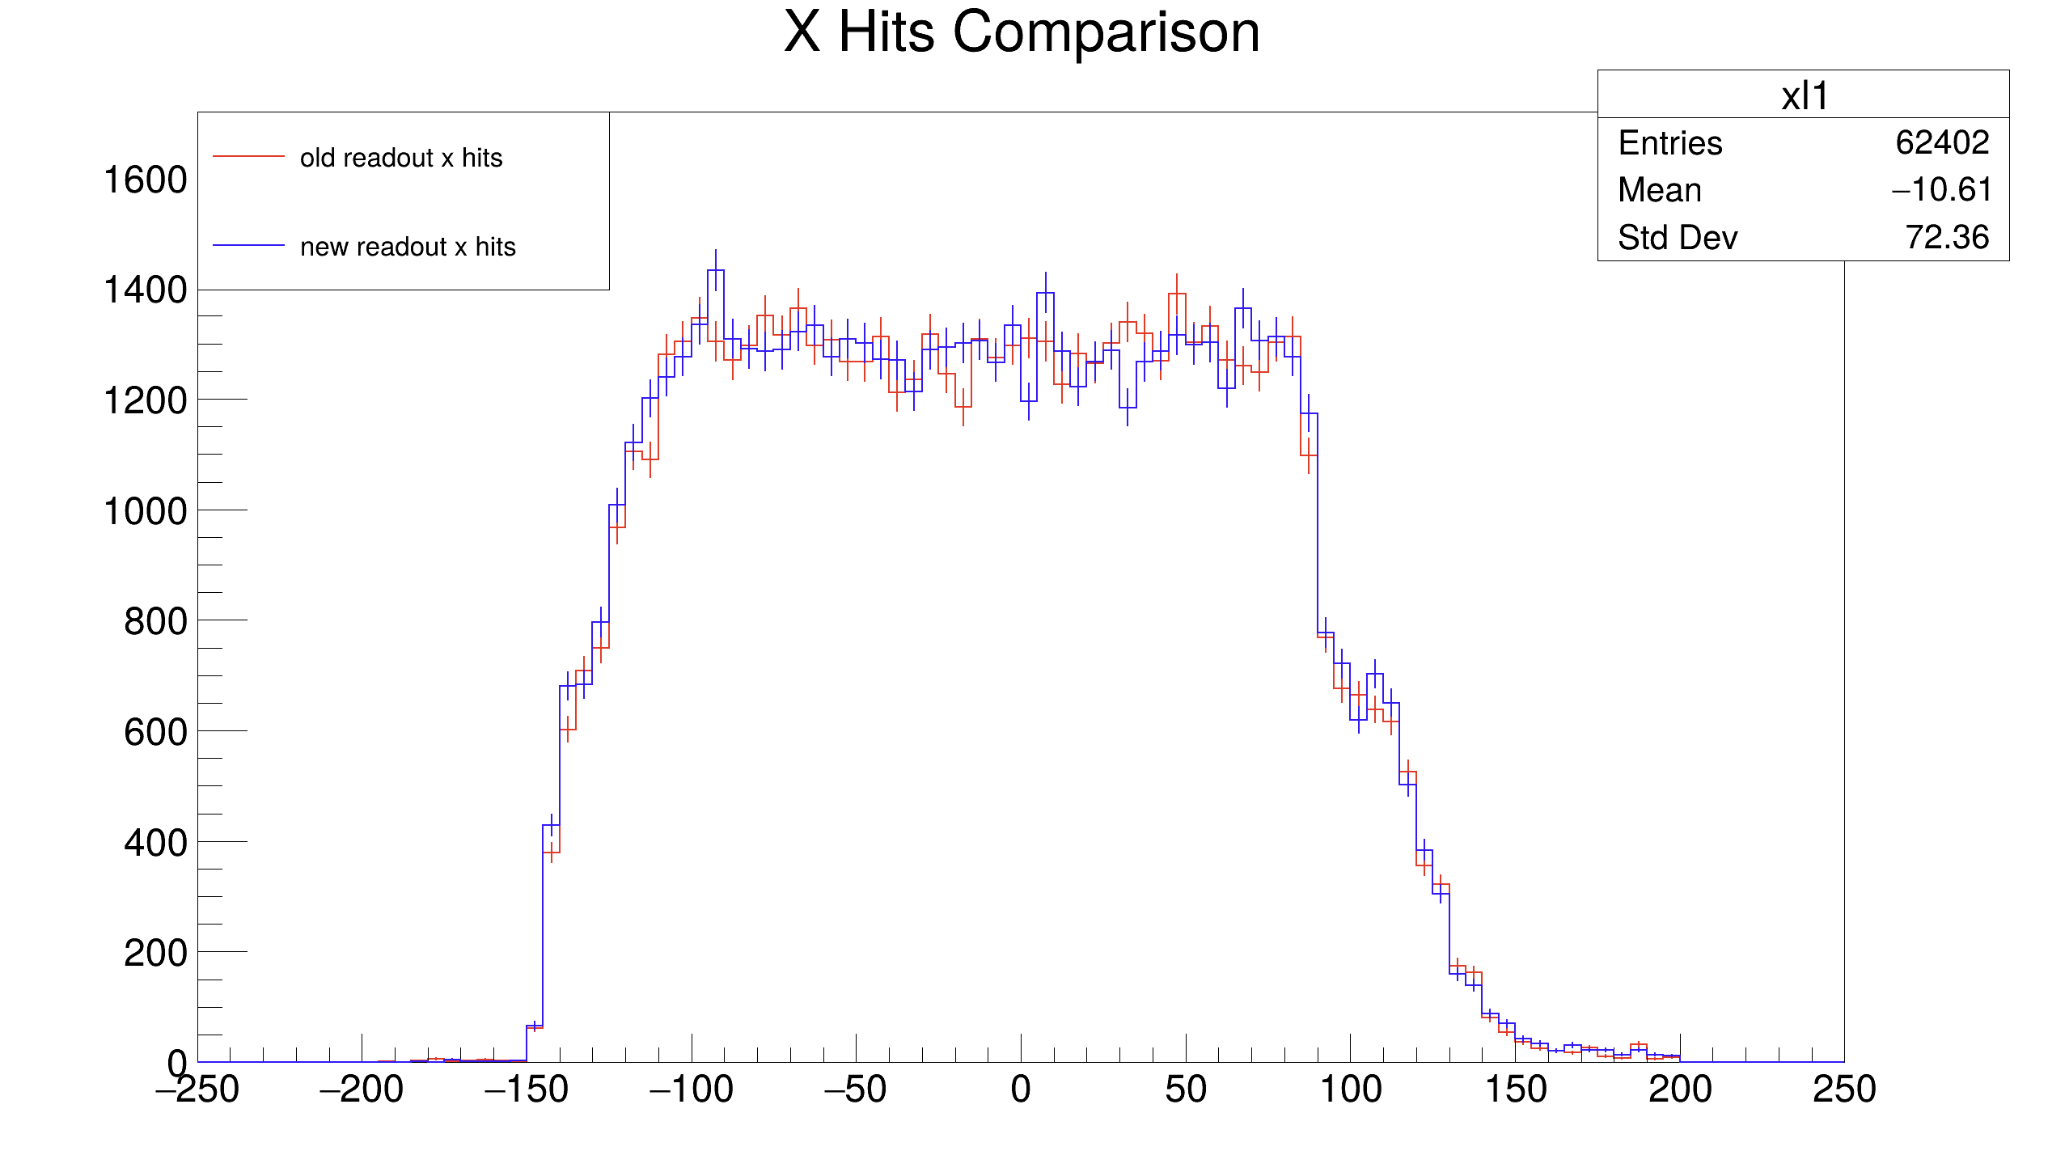 X Hits Comparison
xl1
Entries 62402
Mean −10.61
Std Dev 72.36
old readout x hits
new readout x hits
1600
1400
1200
1000
800
600
400
200
0
−250 −200 −150 −100 −50 0 50 100 150 200 250